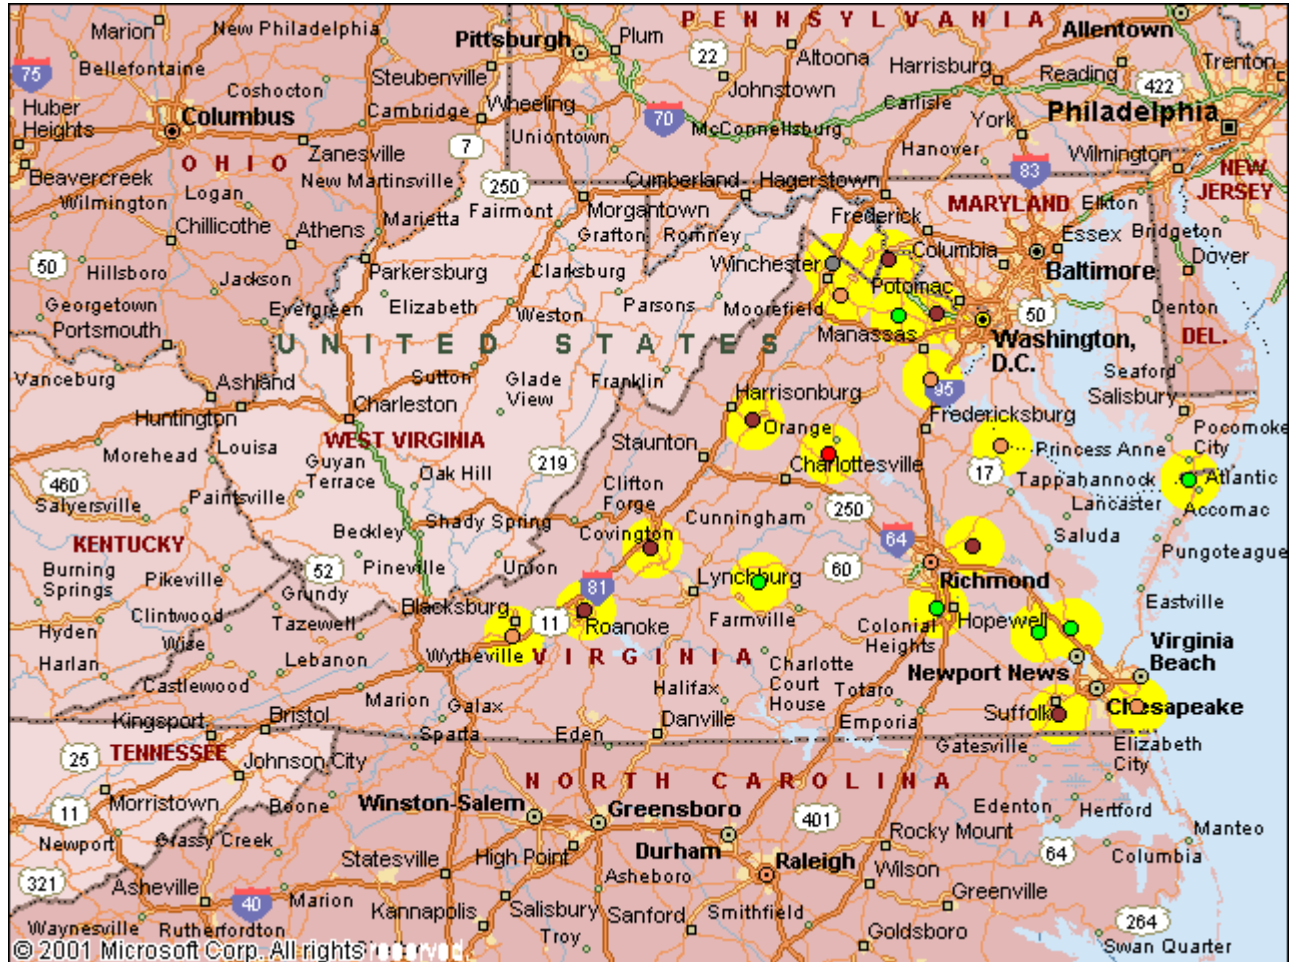 PENNSYLVANIA
Marion
New Philadelphia
Pittsburgh
Plum
Allentown
22
Altoona
Harrisburg
Reading
Trenton
75
Bellefontaine
Steubenville
Johnstown
422
Coshocton
Huber
Heights
Columbus
Cambridge
Wheeling
70
Carlisle
Philadelphia
Uniontown
McConnellsburg
York
OHIO
Zanesville
7
Hanover
Wilmington
NEW
JERSEY
Beavercreek
New Martinsville
250
Cumberland
Hagerstown
83
Wilmington
Logan
Marietta
Fairmont
Morgantown
Frederick
MARYLAND
Elkton
Chillicothe
Athens
Grafton
Romney
Columbia
Essex
Bridgeton
50
Hillsboro
Parkersburg
Clarksburg
Winchester
Baltimore
Dover
Jackson
Potomac
Georgetown
Evergreen
Elizabeth
Weston
Parsons
Moorefield
50
Denton
Portsmouth
UNITED STATES
Manassas
Washington,
D.C.
DEL.
Vanceburg
Ashland
Sutton
Glade
View
Franklin
Harrisonburg
95
Seaford
Salisbury
Huntington
Charleston
Orange
Fredericksburg
Pocomoke
City
Morehead
Louisa
WEST VIRGINIA
Staunton
Princess Anne
Guyan
Terrace
Oak Hill
219
Charlottesville
17
Tappahannock
Atlantic
460
Salyersville
Paintsville
Clifton
Forge
Lancaster
Accomac
Beckley
Shady Spring
Covington
Cunningham
250
64
Saluda
KENTUCKY
Pungoteague
Burning
Springs
Pikeville
52
Pineville
Union
81
Lynchburg
60
Richmond
Grundy
Blacksburg
11
Roanoke
Farmville
Colonial
Heights
Hopewell
Eastville
Clintwood
Tazewell
Hyden
Wise
Virginia
Beach
Harlan
Lebanon
Wytheville
VIRGINIA
Charlotte
Court
House
Newport News
Castlewood
Marion
Galax
Halifax
Totaro
Suffolk
Chesapeake
Kingsport
Bristol
Sparta
Eden
Danville
Emporia
Gatesville
Elizabeth
City
TENNESSEE
25
Johnson City
NORTH CAROLINA
11
Morristown
Boone
Winston-Salem
Greensboro
401
Edenton
Hertford
Newport
Grassy Creek
Durham
Rocky Mount
Manteo
Statesville
High Point
Raleigh
64
Columbia
321
Asheville
Asheboro
Wilson
40
Marion
Kannapolis
Salisbury
Sanford
Smithfield
Greenville
Waynesville
Rutherfordton
Troy
Goldsboro
264
Swan Quarter
© 2001 Microsoft Corp. All rights reserved.